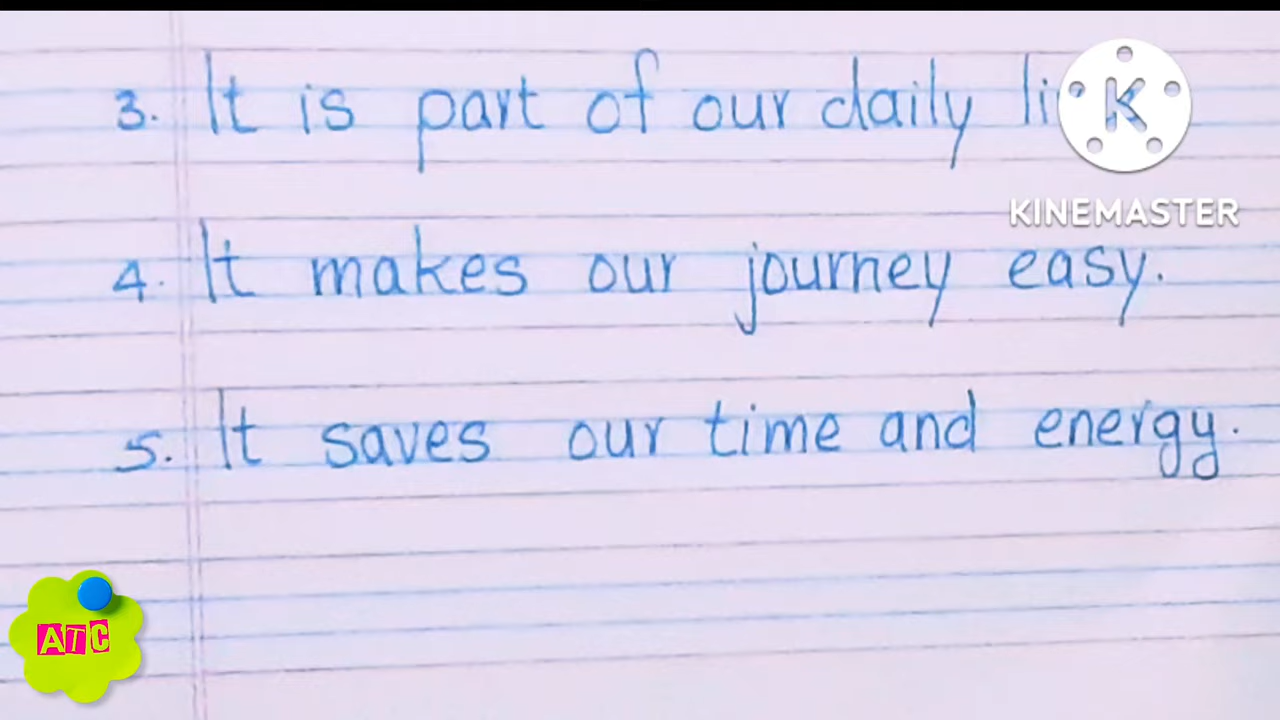 3. It is part of our daily
KINEMASTER
4. It makes our journey easy.
5. It saves our time and energy.
ATC